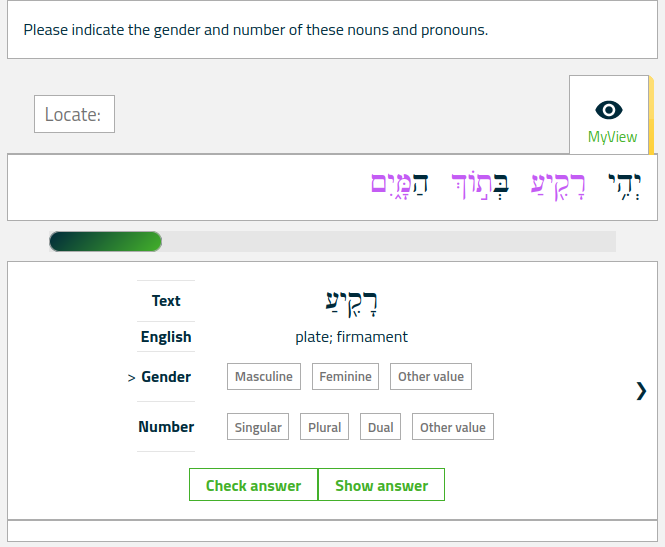 Please indicate the gender and number of these nouns and pronouns.
Locate:
MyView
יְהִ֥י רָקִ֖יעַ בְּת֣וֹךְ הַמָּ֑יִם
Text רָקִ֖יעַ
English plate; firmament
> Gender Masculine Feminine Other value
Number Singular Plural Dual Other value
Check answer Show answer